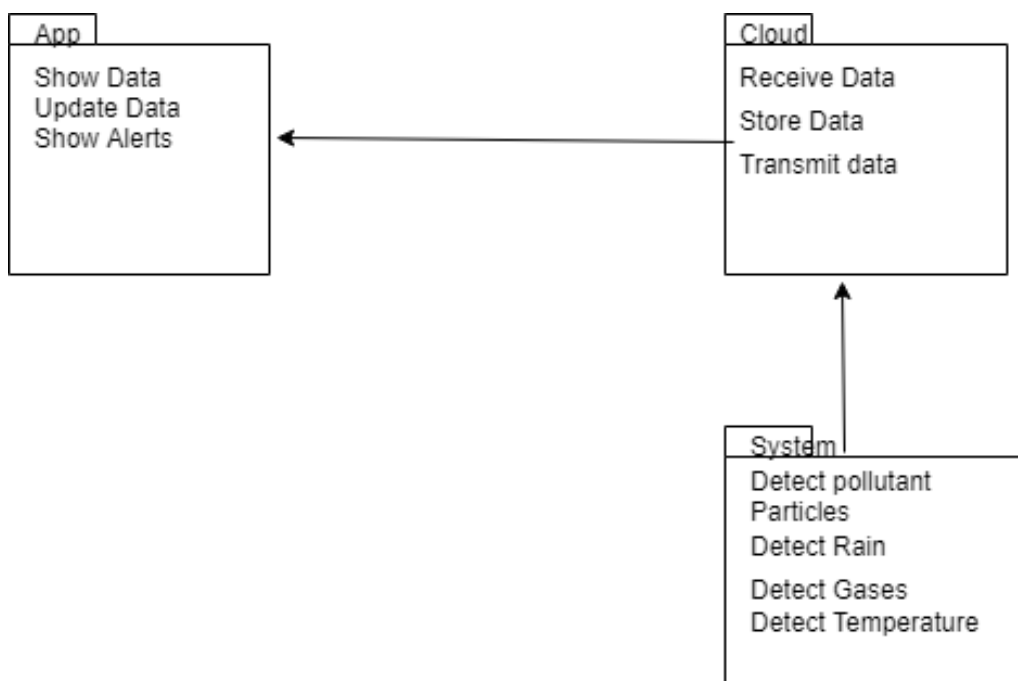 App
Show Data
Update Data
Show Alerts
Cloud
Receive Data
Store Data
Transmit data
System
Detect pollutant
Particles
Detect Rain
Detect Gases
Detect Temperature